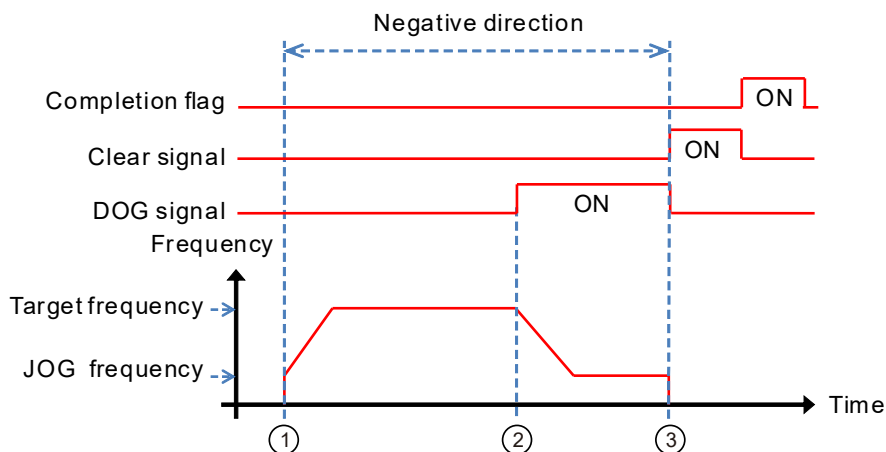 Negative direction
Completion flag
ON
Clear signal
ON
DOG signal
ON
Frequency
Target frequency
JOG frequency
Time
1 2 3